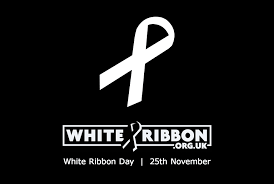 WHITE RIBBON
.ORG.UK
White Ribbon Day | 25th November